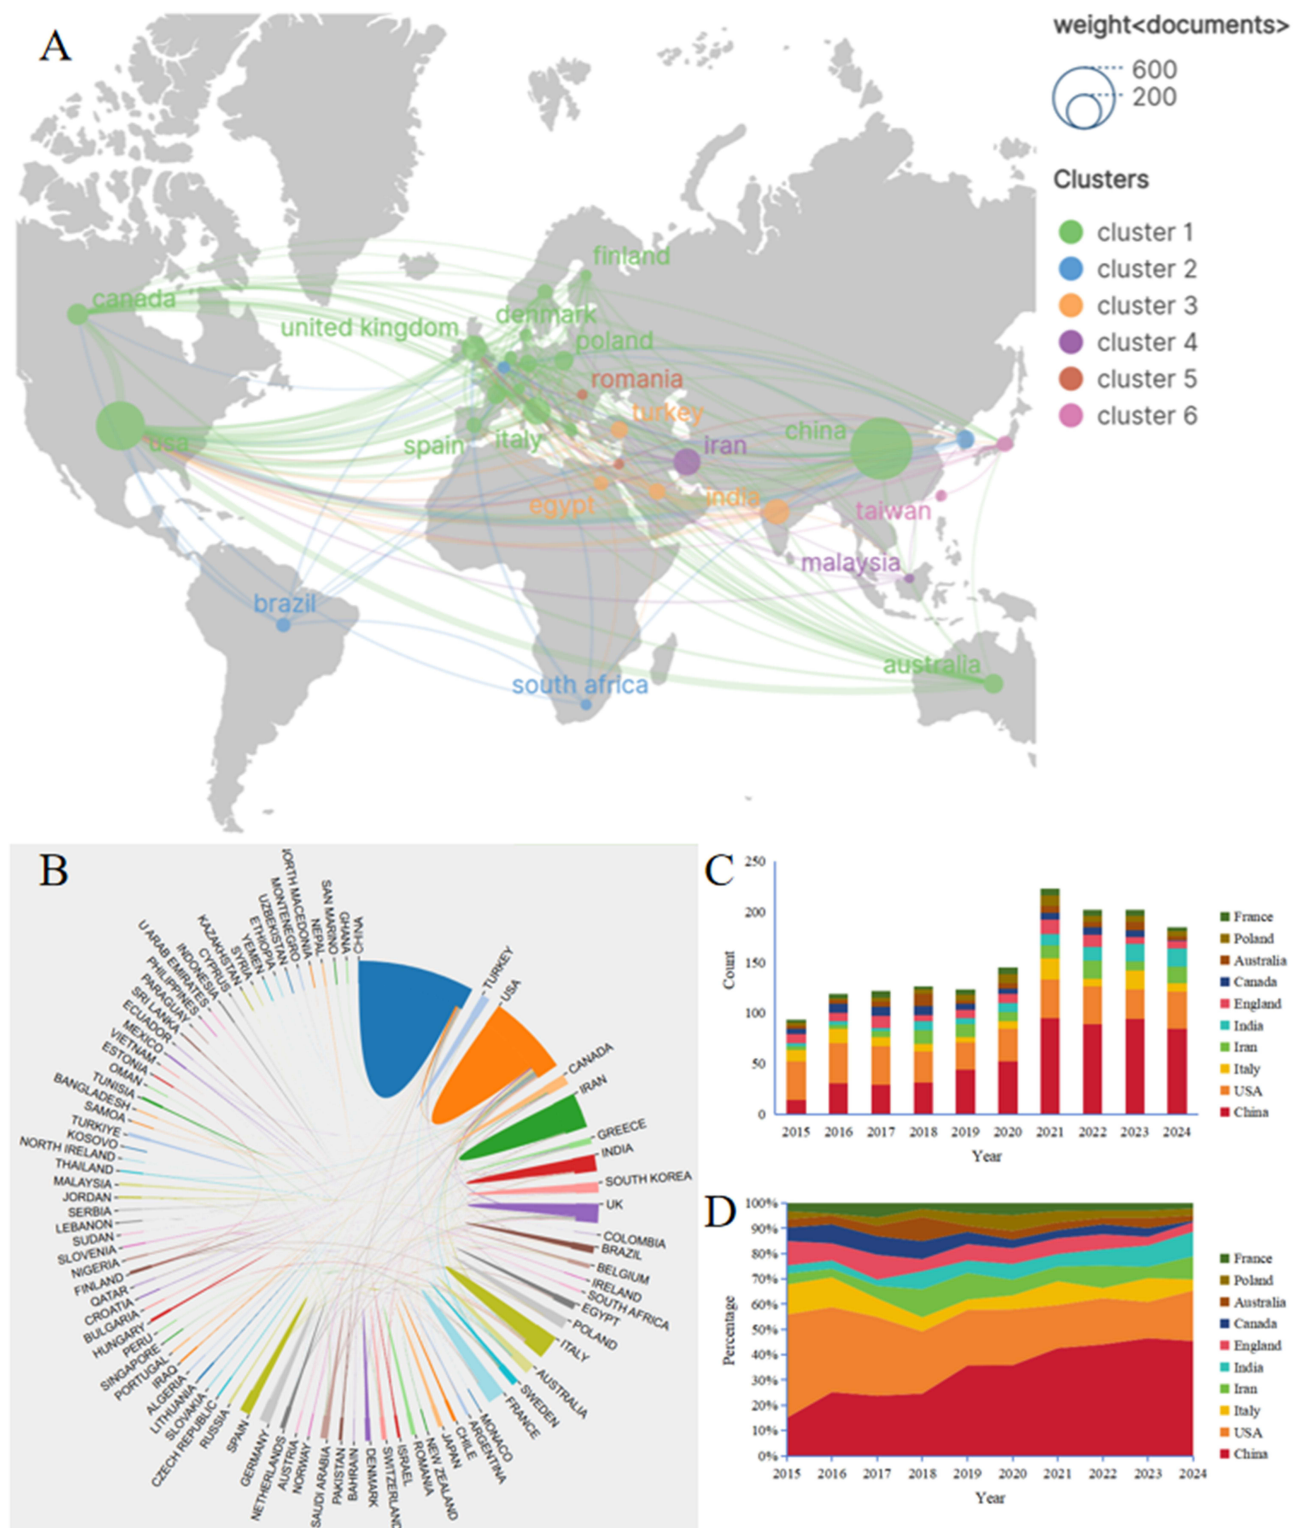 A
weight<documents>
600
200
Clusters
cluster 1
cluster 2
cluster 3
cluster 4
cluster 5
cluster 6
finland
canada
denmark
united kingdom
poland
romania
turkey
usa
spain
italy
iran
china
egypt
india
taiwan
malaysia
brazil
australia
south africa
B
CHINA
TURKEY
USA
CANADA
IRAN
GREECE
INDIA
SOUTH KOREA
UK
COLOMBIA
BRAZIL
BELGIUM
IRELAND
SOUTH AFRICA
EGYPT
POLAND
ITALY
AUSTRALIA
SWEDEN
FRANCE
MONACO
ARGENTINA
CHILE
JAPAN
NEW ZEALAND
ROMANIA
ISRAEL
SWITZERLAND
DENMARK
BAHRAIN
PAKISTAN
SAUDI ARABIA
NORWAY
AUSTRIA
NETHERLANDS
GERMANY
SPAIN
RUSSIA
CZECH REPUBLIC
SLOVAKIA
LITHUANIA
ALGERIA
IRAQ
PORTUGAL
SINGAPORE
PERU
HUNGARY
BULGARIA
CROATIA
QATAR
FINLAND
NIGERIA
SLOVENIA
SUDAN
LEBANON
SERBIA
JORDAN
MALAYSIA
THAILAND
NORTH IRELAND
KOSOVO
TURKIYE
SAMOA
BANGLADESH
TUNISIA
OMAN
ESTONIA
VIETNAM
MEXICO
ECUADOR
SRI LANKA
PARAGUAY
PHILIPPINES
U ARAB EMIRATES
INDONESIA
CYPRUS
KAZAKHSTAN
SYRIA
YEMEN
ETHIOPIA
UZBEKISTAN
MONTENEGRO
NORTH MACEDONIA
NEPAL
SAN MARINO
GHANA
C
250
200
150
100
50
0
Count
2015 2016 2017 2018 2019 2020 2021 2022 2023 2024
Year
France
Poland
Australia
Canada
England
India
Iran
Italy
USA
China
D
100%
90%
80%
70%
60%
50%
40%
30%
20%
10%
0%
Percentage
2015 2016 2017 2018 2019 2020 2021 2022 2023 2024
Year
France
Poland
Australia
Canada
England
India
Iran
Italy
USA
China